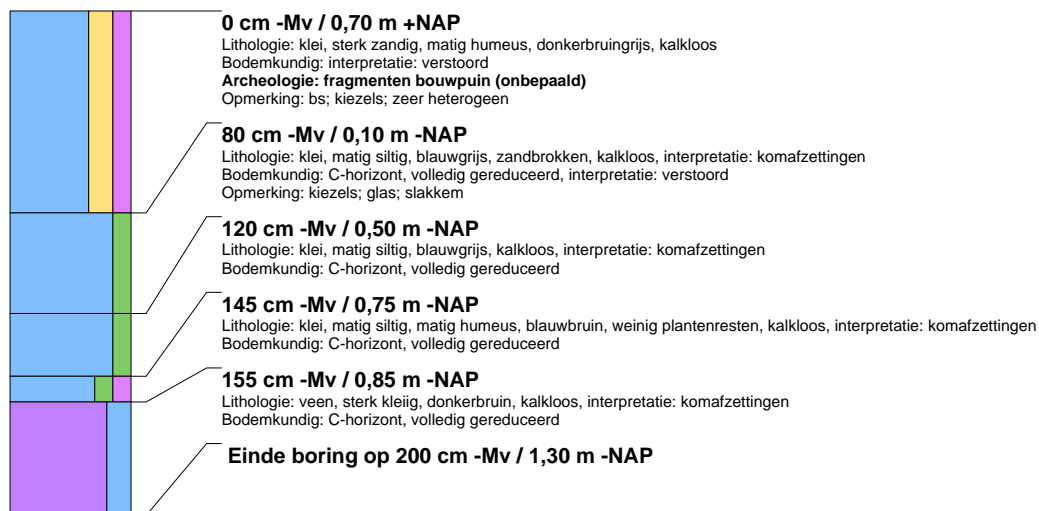 0 cm -Mv / 0,70 m +NAP
Lithologie: klei, sterk zandig, matig humeus, donkerbruingrijs, kalkloos
Bodemkundig: interpretatie: verstoord
Archeologie: fragmenten bouwpuin (onbepaald)
Opmerking: bs; kiezels; zeer heterogeen
80 cm -Mv / 0,10 m -NAP
Lithologie: klei, matig siltig, blauwgrijs, zandbrokken, kalkloos, interpretatie: komafzettingen
Bodemkundig: C-horizont, volledig gereduceerd, interpretatie: verstoord
Opmerking: kiezels; glas; slakkem
120 cm -Mv / 0,50 m -NAP
Lithologie: klei, matig siltig, blauwgrijs, kalkloos, interpretatie: komafzettingen
Bodemkundig: C-horizont, volledig gereduceerd
145 cm -Mv / 0,75 m -NAP
Lithologie: klei, matig siltig, matig humeus, blauwbruin, weinig plantenresten, kalkloos, interpretatie: komafzettingen
Bodemkundig: C-horizont, volledig gereduceerd
155 cm -Mv / 0,85 m -NAP
Lithologie: veen, sterk kleiig, donkerbruin, kalkloos, interpretatie: komafzettingen
Bodemkundig: C-horizont, volledig gereduceerd
Einde boring op 200 cm -Mv / 1,30 m -NAP